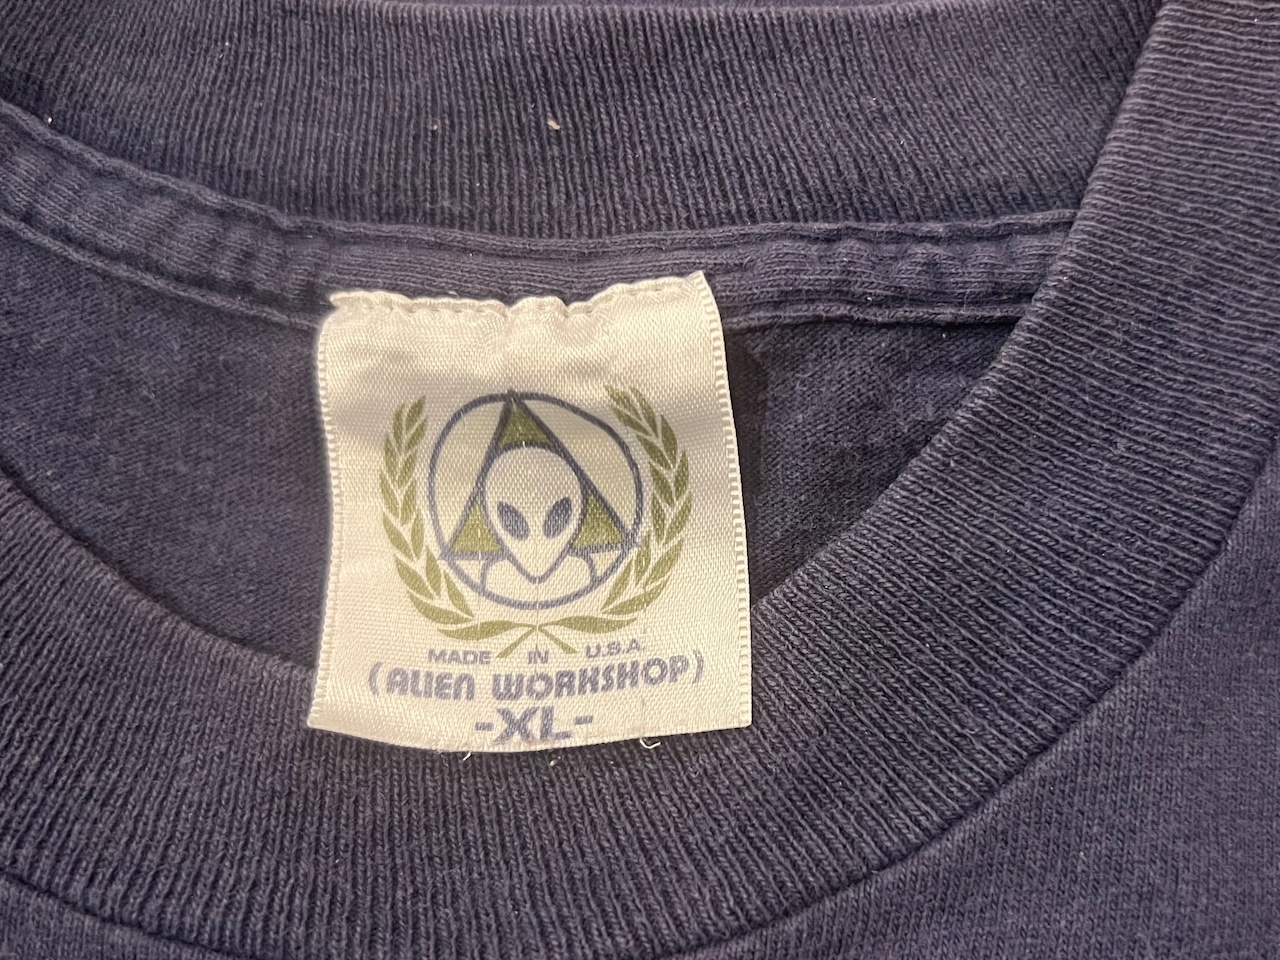 MADE IN U.S.A.
(ALIEN WORKSHOP)
-XL-